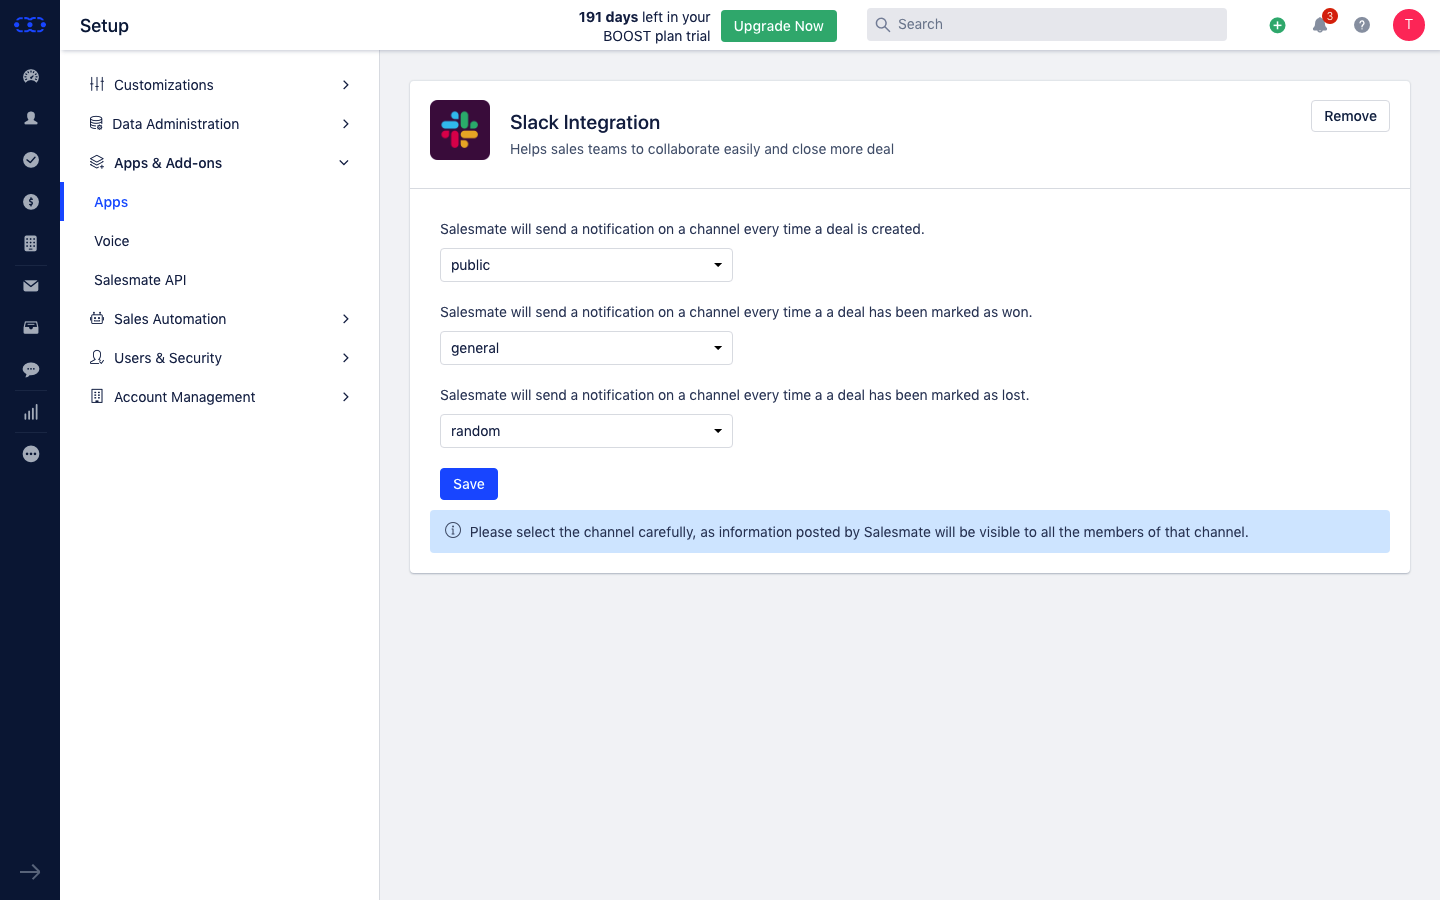 Setup
191 days left in your
BOOST plan trial
Upgrade Now
Search
3
T
Customizations
Data Administration
Apps & Add-ons
Apps
Voice
Salesmate API
Sales Automation
Users & Security
Account Management
Slack Integration
Helps sales teams to collaborate easily and close more deal
Remove
Salesmate will send a notification on a channel every time a deal is created.
public
Salesmate will send a notification on a channel every time a a deal has been marked as won.
general
Salesmate will send a notification on a channel every time a a deal has been marked as lost.
random
Save
Please select the channel carefully, as information posted by Salesmate will be visible to all the members of that channel.